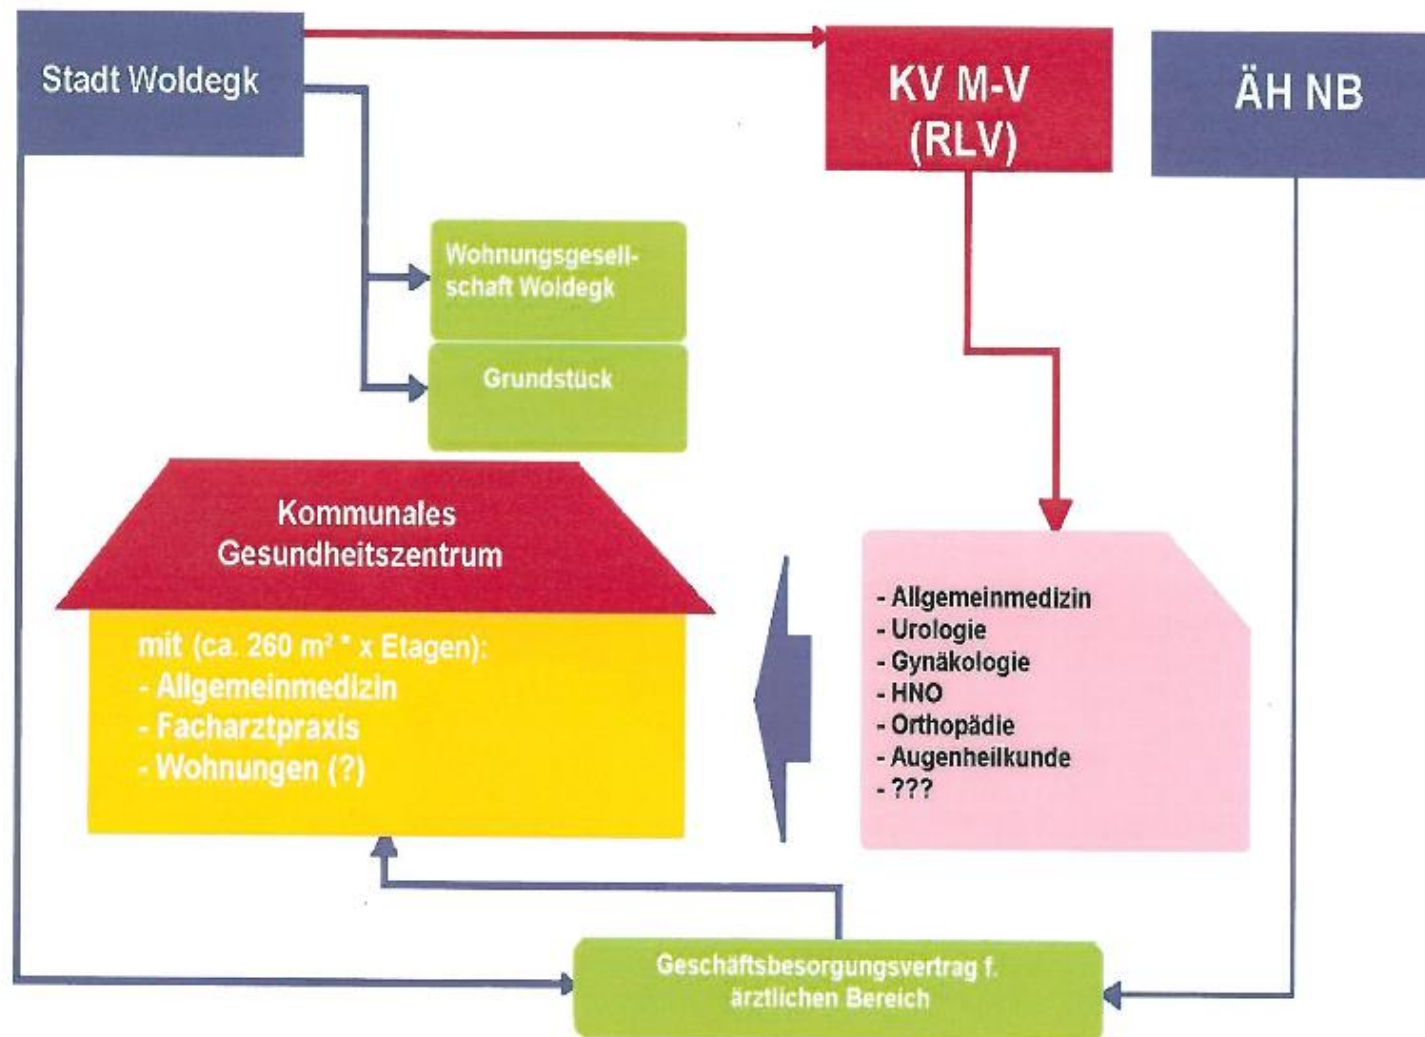 Stadt Woldegk
KV M-V
(RLV)
ÄH NB
Wohnungsgesell-
schaft Woldegk
Grundstück
Kommunales
Gesundheitszentrum
mit (ca. 260 m² * x Etagen):
- Allgemeinmedizin
- Facharztpraxis
- Wohnungen (?)
- Allgemeinmedizin
- Urologie
- Gynäkologie
- HNO
- Orthopädie
- Augenheilkunde
- ???
Geschäftsbesorgungsvertrag f.
ärztlichen Bereich